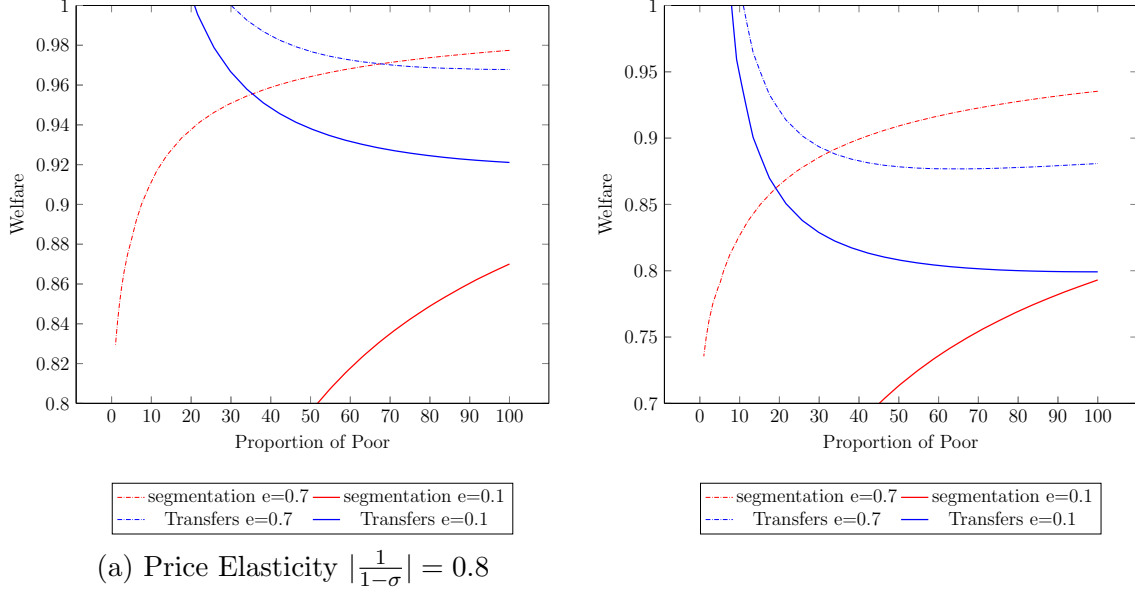 1
0.98
0.96
0.94
0.92
0.9
0.88
0.86
0.84
0.82
0.8
Welfare
0 10 20 30 40 50 60 70 80 90 100
Proportion of Poor
segmentation e=0.7 segmentation e=0.1
Transfers e=0.7 Transfers e=0.1
(a) Price Elasticity |\frac{1}{1−σ}| = 0.8
1
0.95
0.9
0.85
0.8
0.75
0.7
Welfare
0 10 20 30 40 50 60 70 80 90 100
Proportion of Poor
segmentation e=0.7 segmentation e=0.1
Transfers e=0.7 Transfers e=0.1